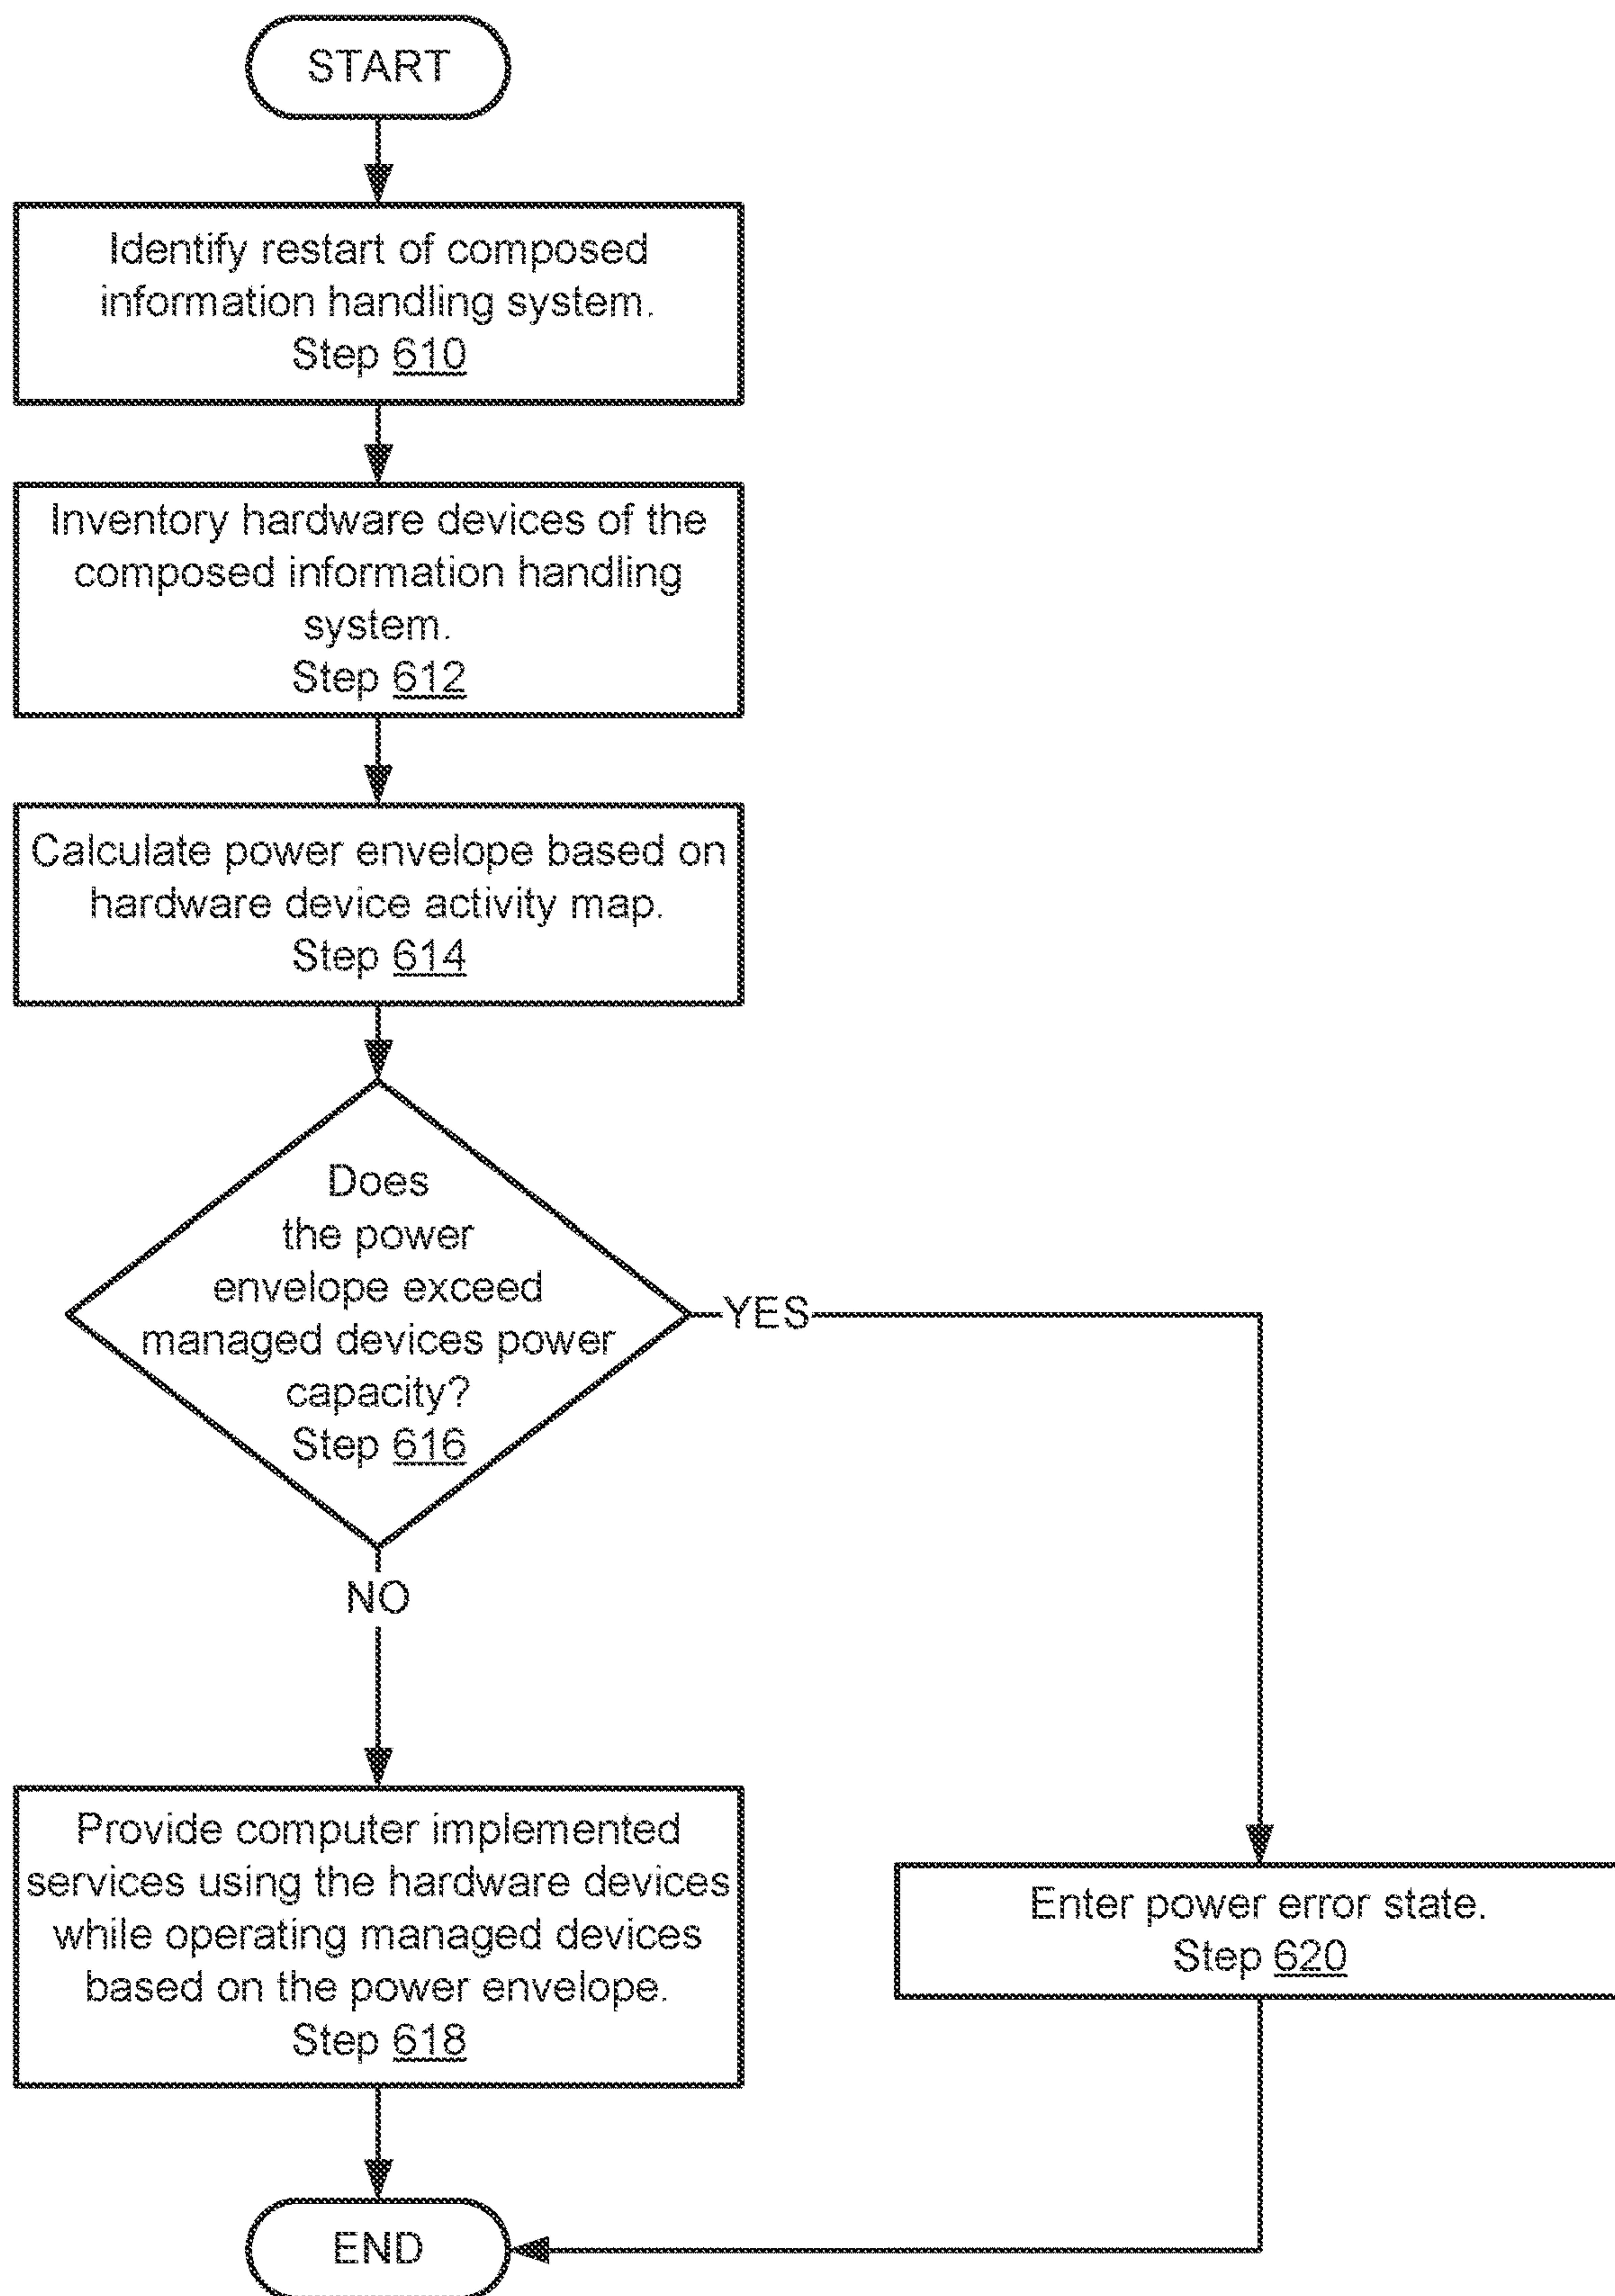 START
Identify restart of composed
information handling system.
Step 610
Inventory hardware devices of the
composed information handling
system.
Step 612
Calculate power envelope based on
hardware device activity map.
Step 614
Does
the power
envelope exceed
managed devices power
capacity?
Step 616
YES
NO
Provide computer implemented
services using the hardware devices
while operating managed devices
based on the power envelope.
Step 618
Enter power error state.
Step 620
END